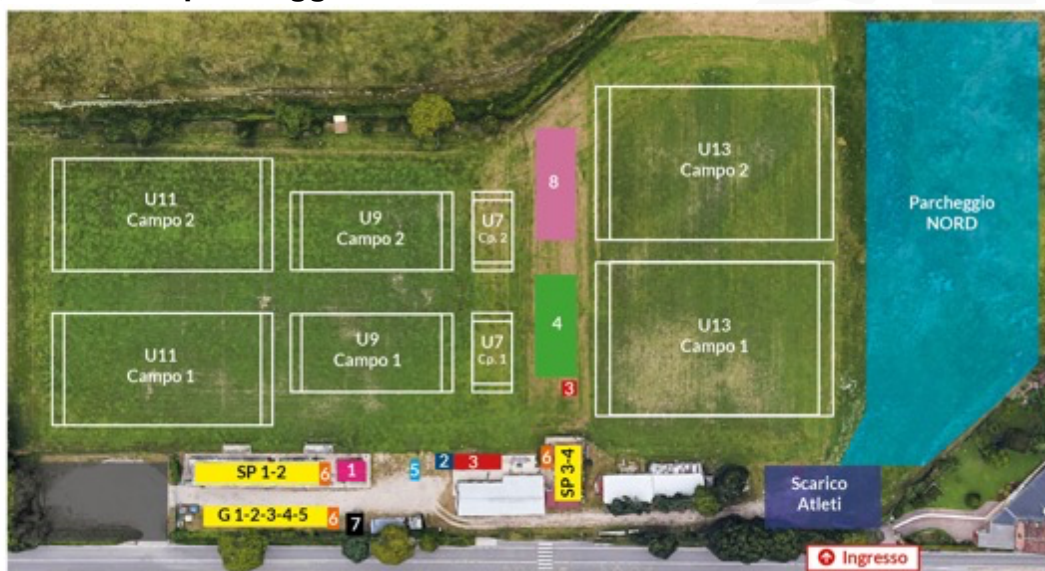 U13
Campo 2
8
U11
Campo 2
U9
Campo 2
U7
Cp. 2
Parcheggio
NORD
4
U13
Campo 1
U11
Campo 1
U9
Campo 1
U7
Cp. 1
3
SP 1-2
6
1
5
2
3
6
SP 3-4
Scarico
Atleti
G 1-2-3-4-5
6
7
Ingresso